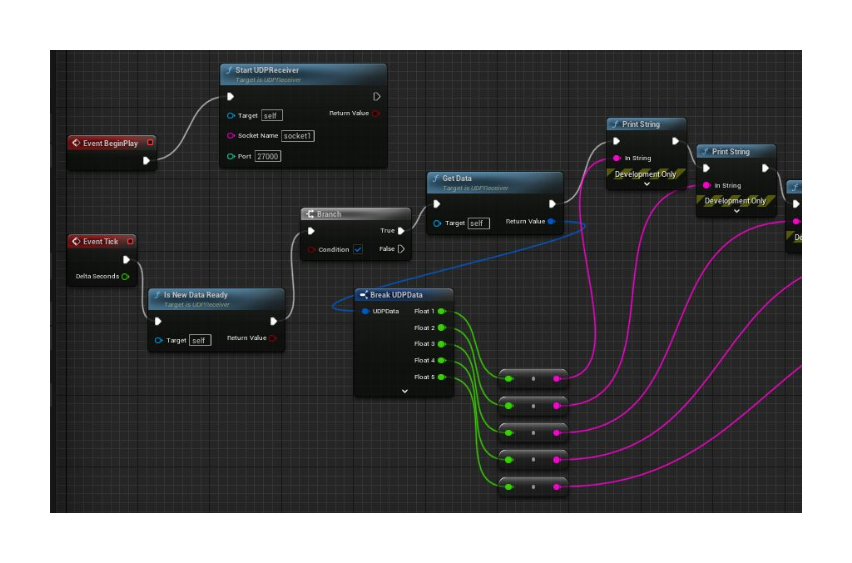 Start UDPReceiver
Target is UDPReceiver
Target self
Return Value
Socket Name socket1
Port 27000
Event BeginPlay
Print String
In String
Development Only
Print String
In String
Development Only
Get Data
Target is UDPReceiver
Target self
Return Value
Branch
True
Condition
False
Event Tick
Delta Seconds
Is New Data Ready
Target is UDPReceiver
Target self
Return Value
Break UDPData
UDPData
Float 1
Float 2
Float 3
Float 4
Float 5